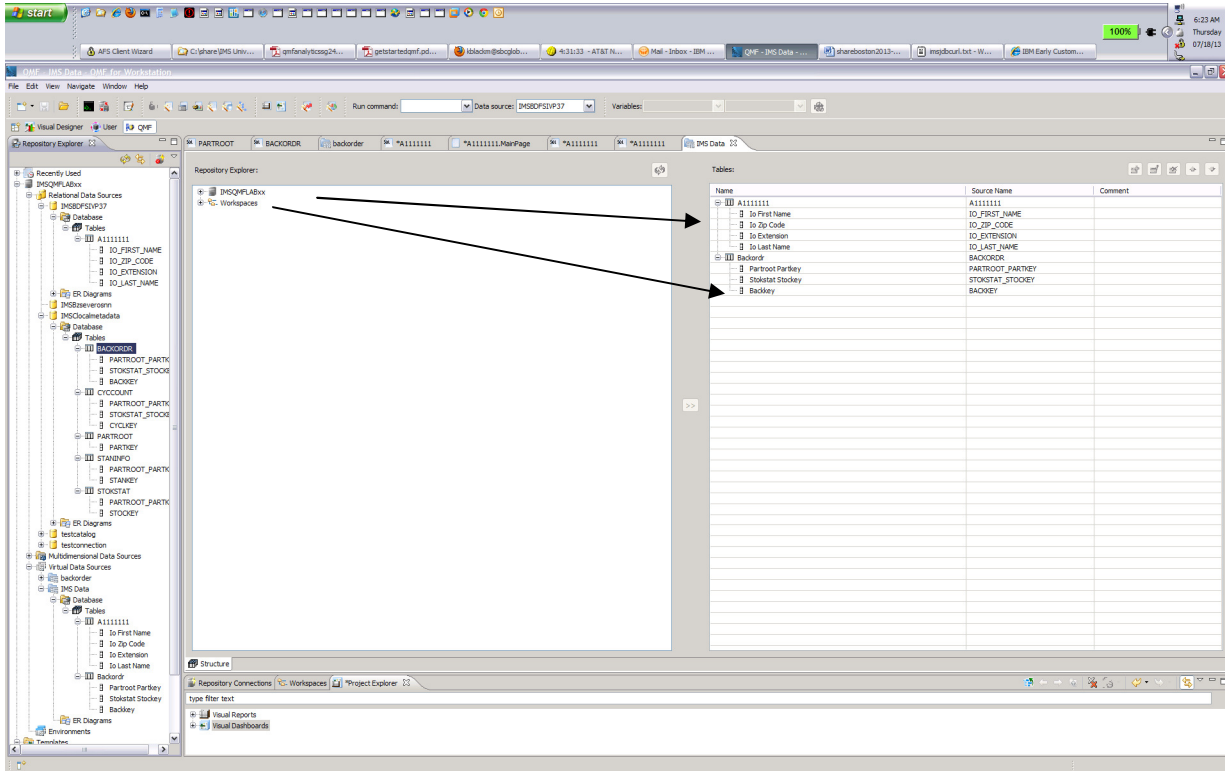 start
100%
6:23 AM
Thursday
07/18/13
AFS Client Wizard
C:\share\IMS Univ...
qmfanalyticssg24...
getstartedqmf.pd...
kblackm@sbcglob...
4:31:33 - AT&T N...
Mail - Inbox - IBM ...
QMF - IMS Data - ...
shareboston2013-...
imsjdbcurl.txt - W...
IBM Early Custom...
QMF - IMS Data - QMF for Workstation
File Edit View Navigate Window Help
Run command:
Data source: IMSBDFSIVP37
Variables:
Visual Designer
User
QMF
Repository Explorer
PARTROOT
BACKORDR
backorder
*A1111111
*A1111111.MainPage
*A1111111
*A1111111
IMS Data
Recently Used
IMSQMFLABxx
Relational Data Sources
IMSBDFSIVP37
Database
Tables
A1111111
IO_FIRST_NAME
IO_ZIP_CODE
IO_EXTENSION
IO_LAST_NAME
ER Diagrams
IMSBzseverosnn
IMSClocalmetadata
Database
Tables
BACKORDR
PARTROOT_PARTK
STOKSTAT_STOCKE
BACKKEY
CYCCOUNT
PARTROOT_PARTK
STOKSTAT_STOCKE
CYCLKEY
PARTROOT
PARTKEY
STANINFO
PARTROOT_PARTK
STANKEY
STOKSTAT
PARTROOT_PARTK
STOCKEY
ER Diagrams
testcatalog
testconnection
Multidimensional Data Sources
Virtual Data Sources
backorder
IMS Data
Database
Tables
A1111111
Io First Name
Io Zip Code
Io Extension
Io Last Name
Backordr
Partroot Partkey
Stokstat Stockey
Backkey
ER Diagrams
Environments
Templates
Repository Explorer:
IMSQMFLABxx
Workspaces
>>
Tables:
Name Source Name Comment
A1111111 A1111111
Io First Name IO_FIRST_NAME
Io Zip Code IO_ZIP_CODE
Io Extension IO_EXTENSION
Io Last Name IO_LAST_NAME
Backordr BACKORDR
Partroot Partkey PARTROOT_PARTKEY
Stokstat Stockey STOKSTAT_STOCKEY
Backkey BACKKEY
Structure
Repository Connections
Workspaces
*Project Explorer
type filter text
Visual Reports
Visual Dashboards